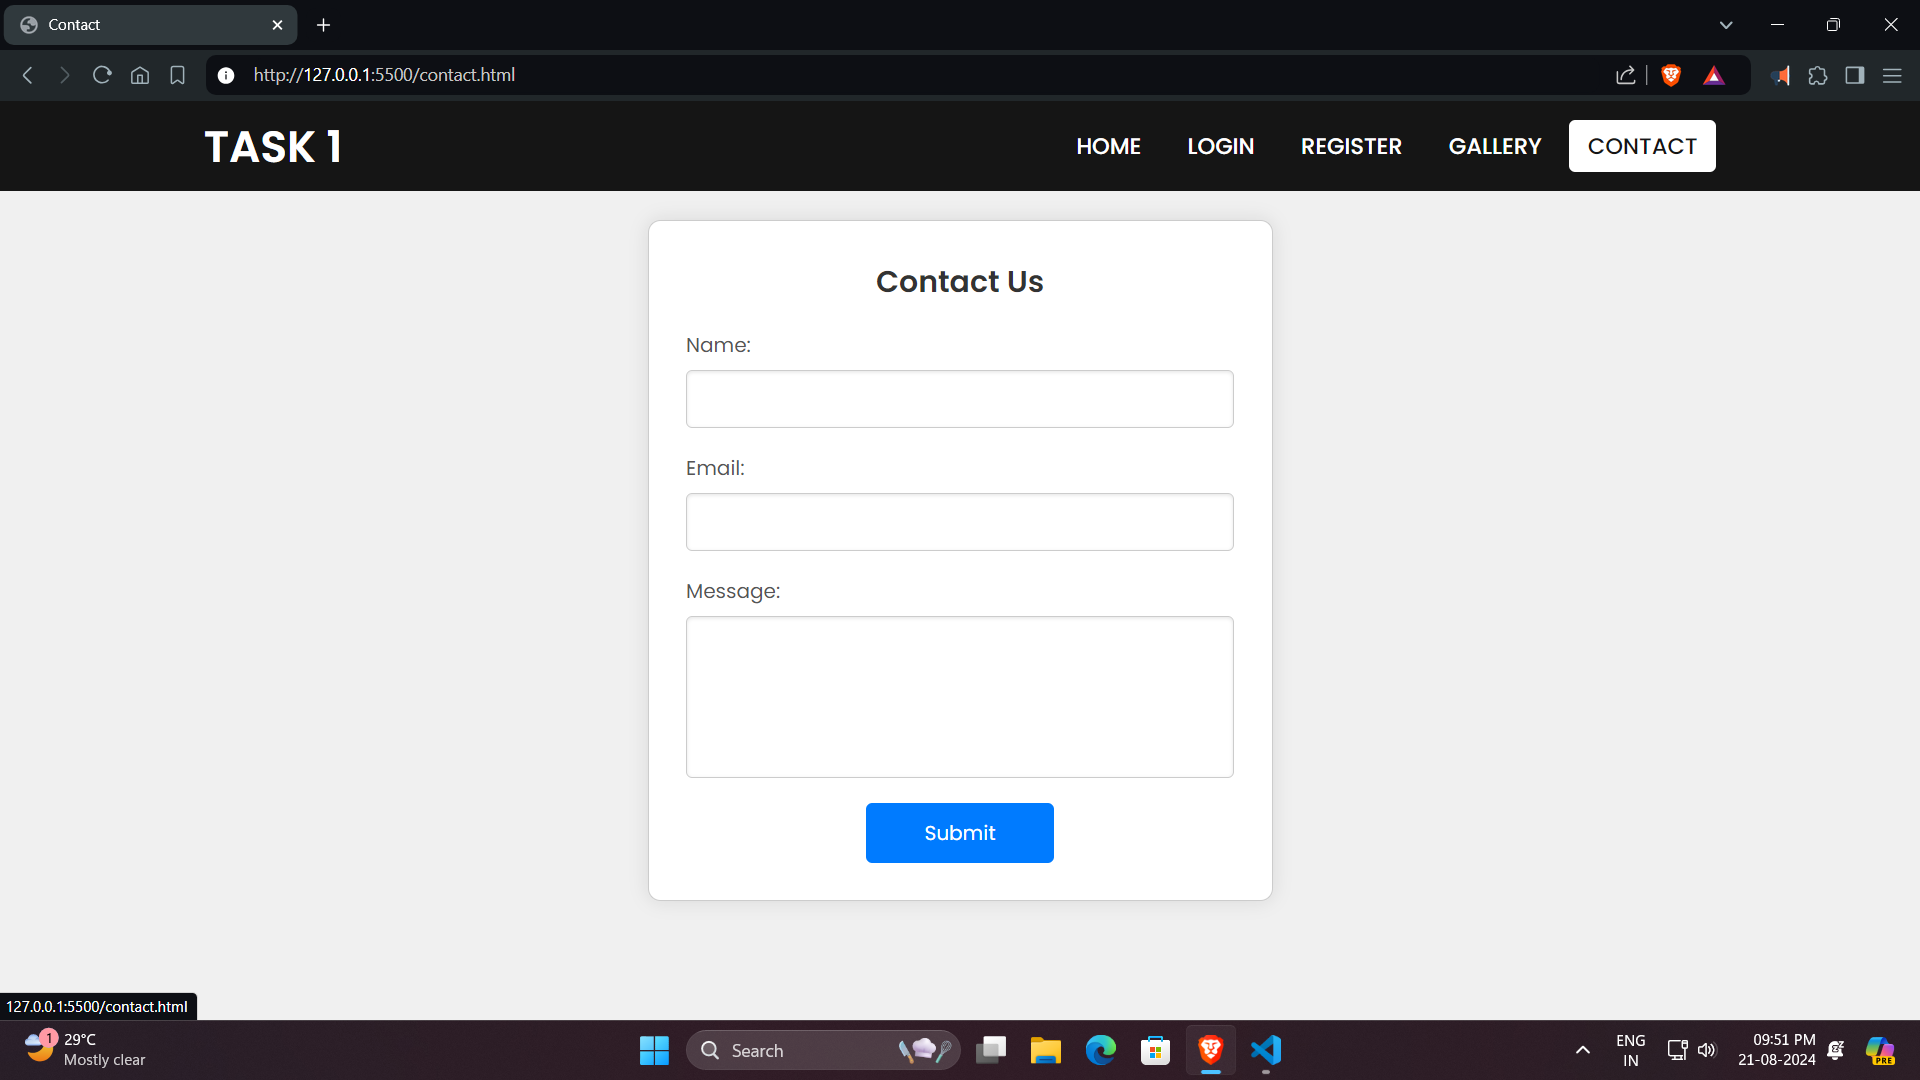 Contact
http://127.0.0.1:5500/contact.html
TASK 1
HOME LOGIN REGISTER GALLERY CONTACT
Contact Us
Name:
Email:
Message:
Submit
127.0.0.1:5500/contact.html
1
29°C
Mostly clear
Search
ENG
IN
09:51 PM
21-08-2024
PRE